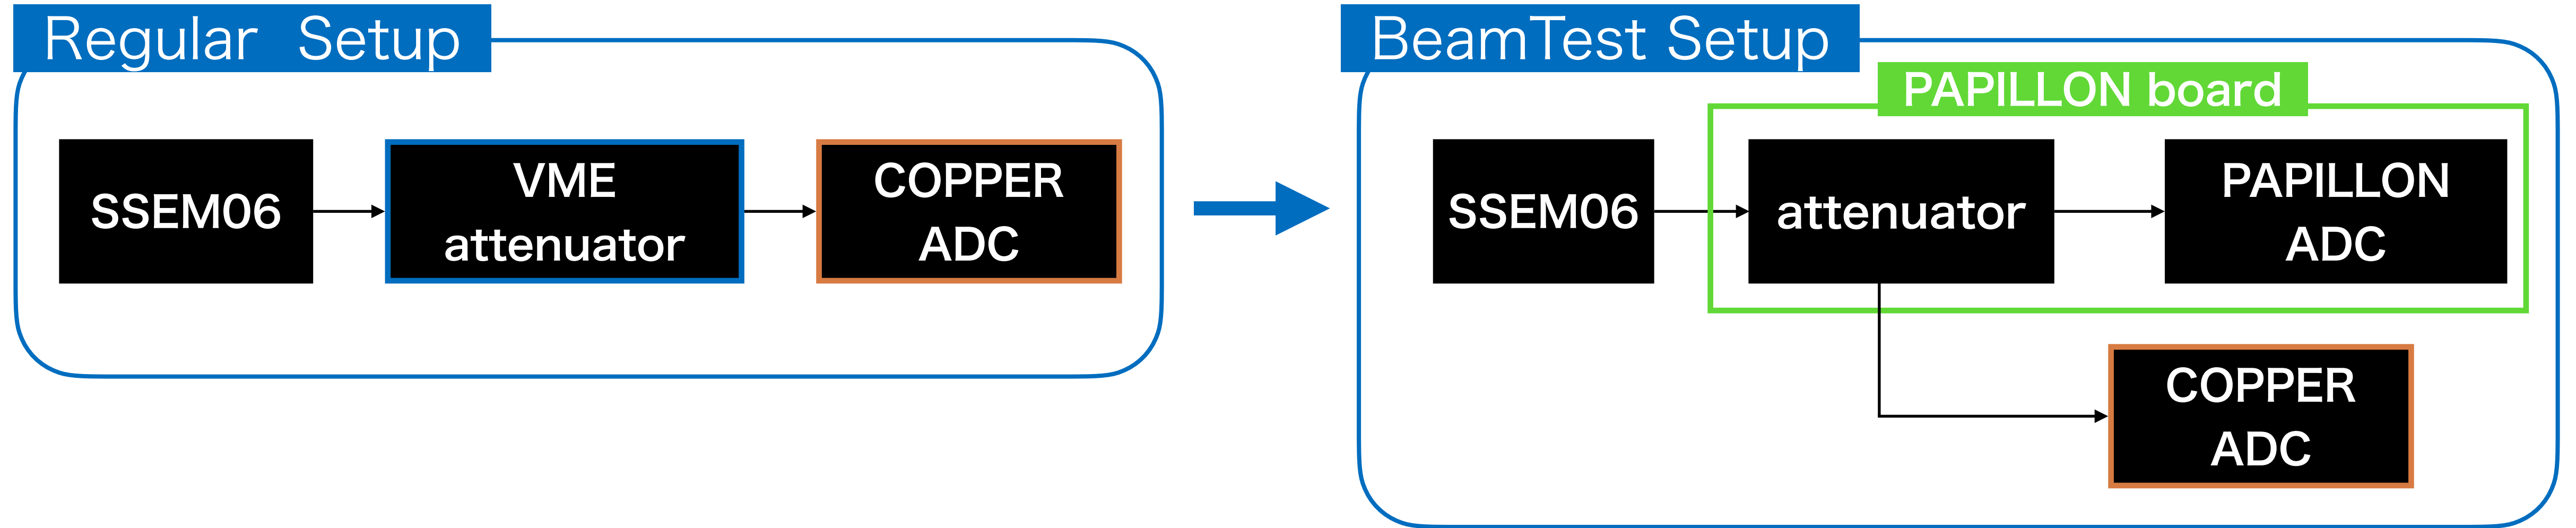 Regular Setup
SSEM06
VME
attenuator
COPPER
ADC
BeamTest Setup
PAPILLON board
SSEM06
attenuator
PAPILLON
ADC
COPPER
ADC